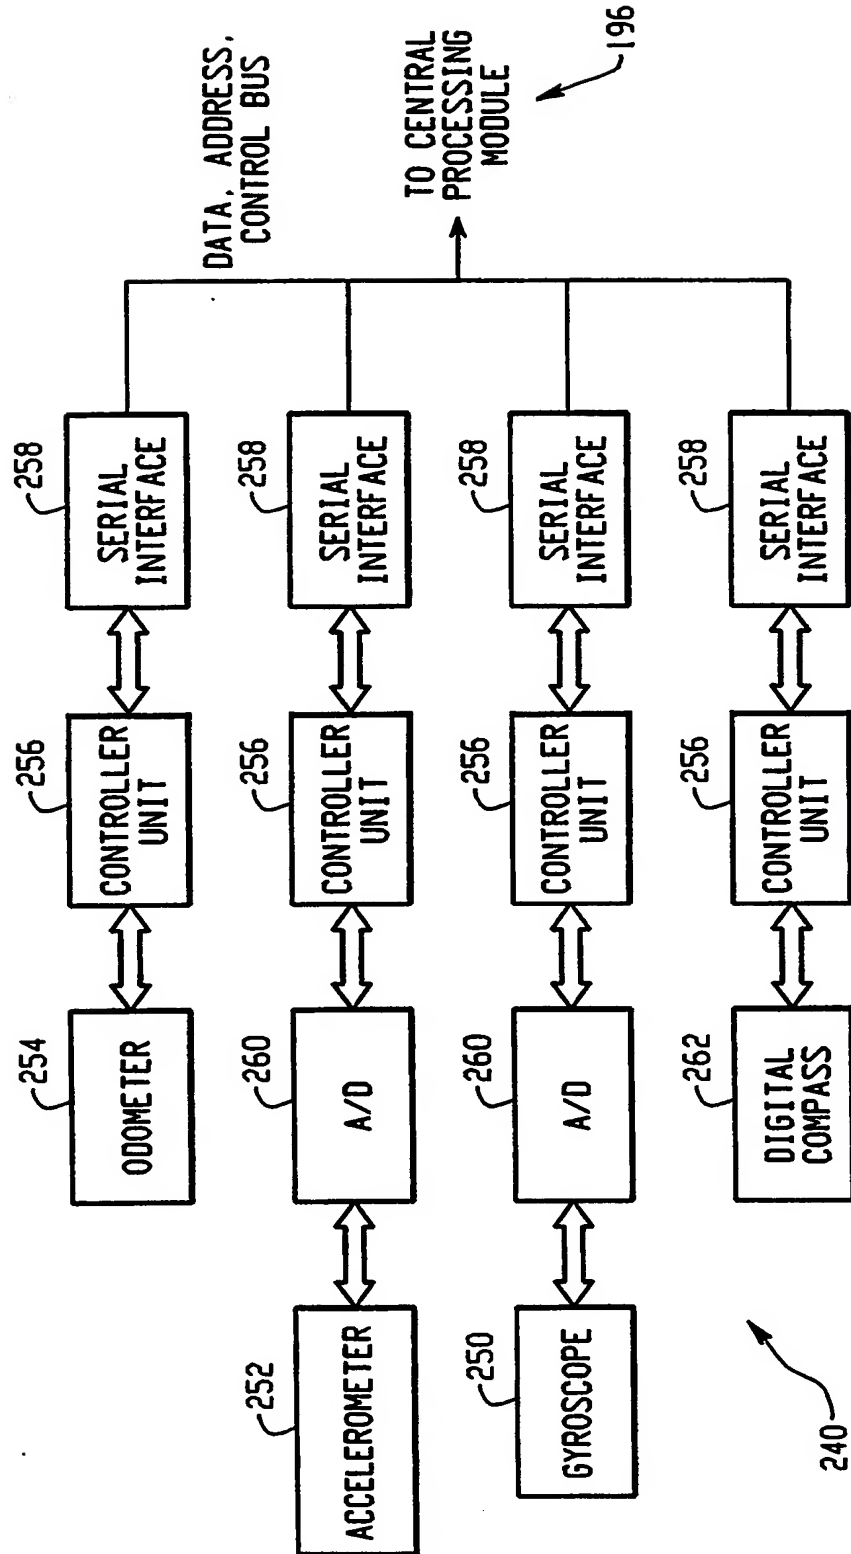 254
ODOMETER
256
CONTROLLER
UNIT
258
SERIAL
INTERFACE
DATA, ADDRESS,
CONTROL BUS
252
ACCELEROMETER
260
A/D
256
CONTROLLER
UNIT
258
SERIAL
INTERFACE
TO CENTRAL
PROCESSING
MODULE
196
250
GYROSCOPE
260
A/D
256
CONTROLLER
UNIT
258
SERIAL
INTERFACE
262
DIGITAL
COMPASS
256
CONTROLLER
UNIT
258
SERIAL
INTERFACE
240